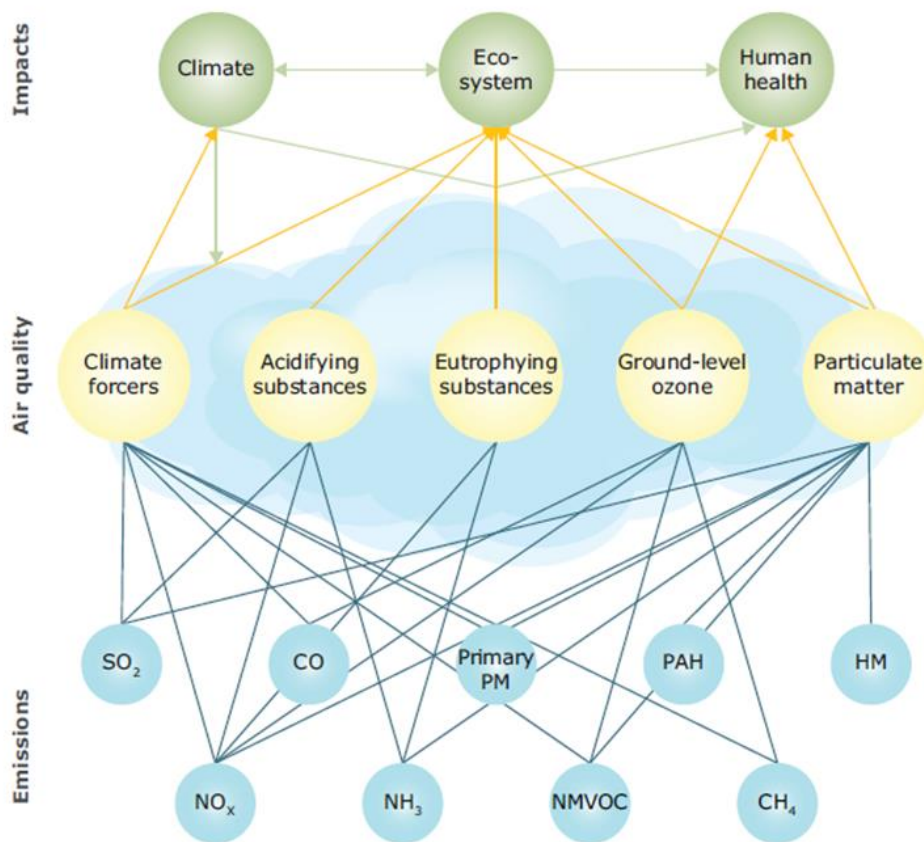 Impacts
Climate
Eco-
system
Human
health
Air quality
Climate
forcers
Acidifying
substances
Eutrophying
substances
Ground-level
ozone
Particulate
matter
Emissions
SO₂
CO
Primary
PM
PAH
HM
NOₓ
NH₃
NMVOC
CH₄